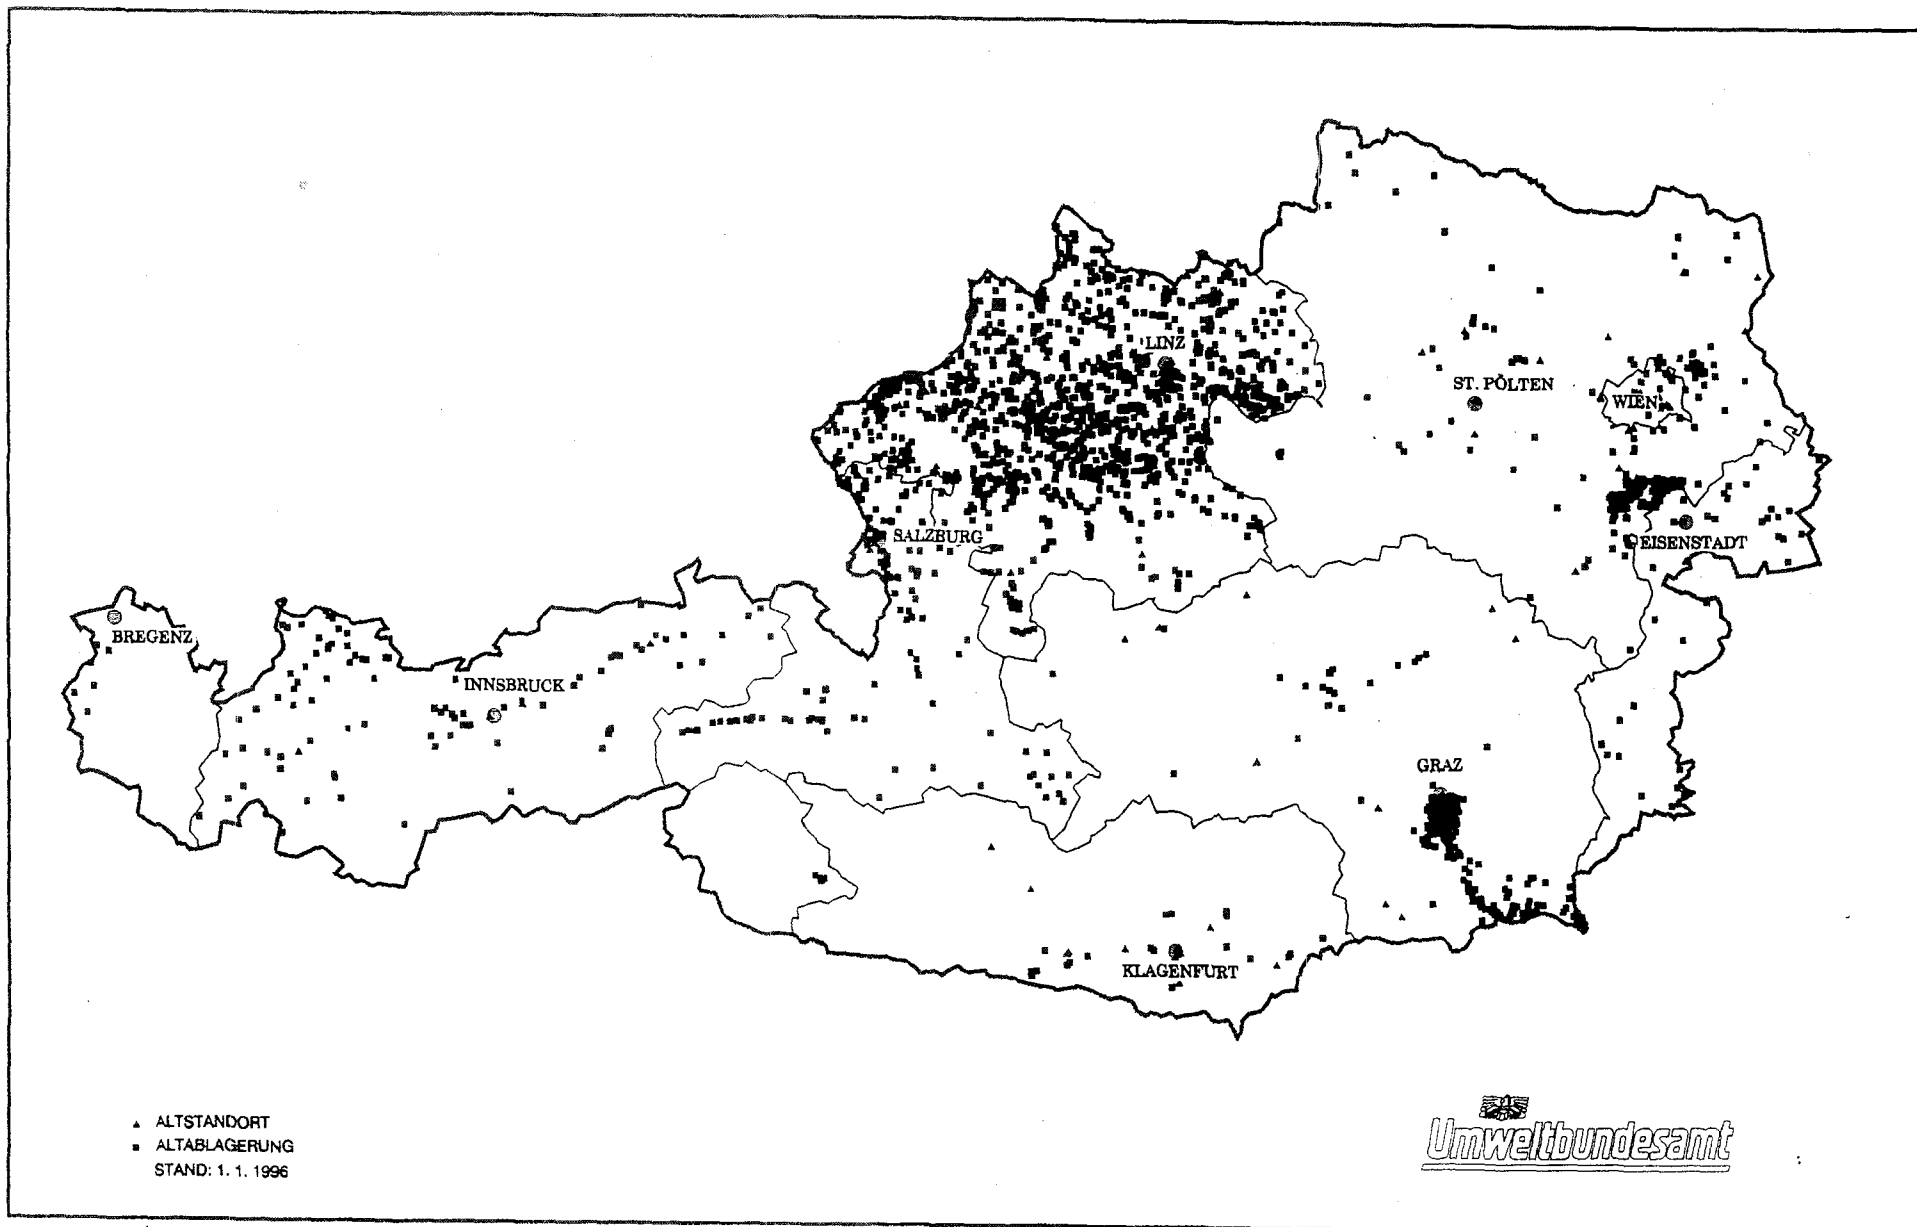 LINZ
ST. PÖLTEN
WIEN
SALZBURG
EISENSTADT
BREGENZ
INNSBRUCK
GRAZ
KLAGENFURT
▲ ALTSTANDORT
■ ALTABLAGERUNG
STAND: 1. 1. 1996
Umweltbundesamt